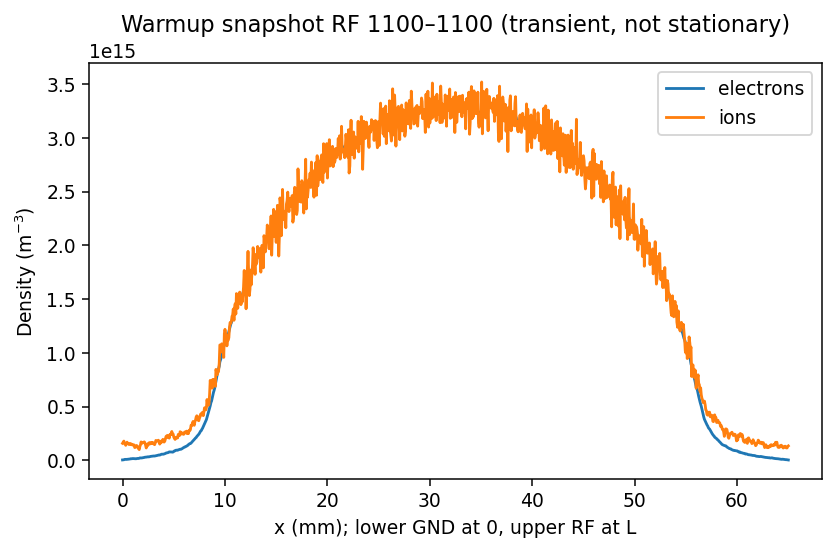 Warmup snapshot RF 1100–1100 (transient, not stationary)
1e15
electrons
ions
3.5
3.0
2.5
2.0
1.5
1.0
0.5
0.0
Density (m⁻³)
0 10 20 30 40 50 60
x (mm); lower GND at 0, upper RF at L